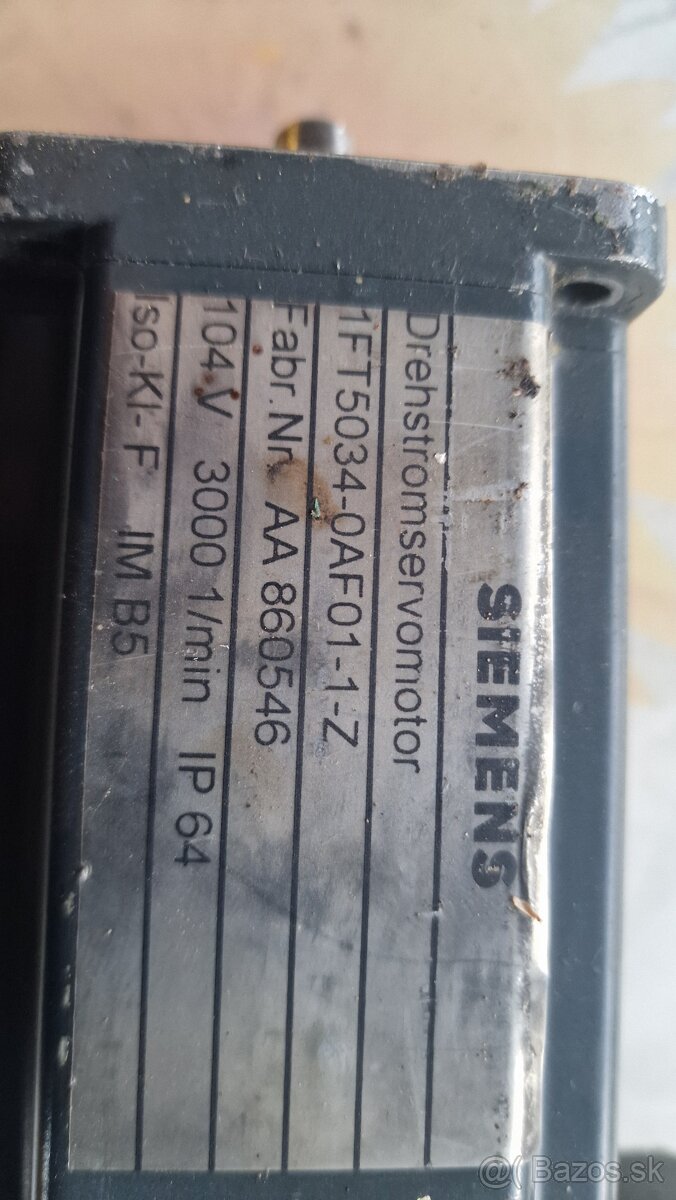 SIEMENS
Drehstromservomotor
1FT5034-0AF01-1-Z
Fabr.Nr AA 860546
104 V 3000 1/min IP 64
Iso-Kl- F IM B5
@( Bazos.sk